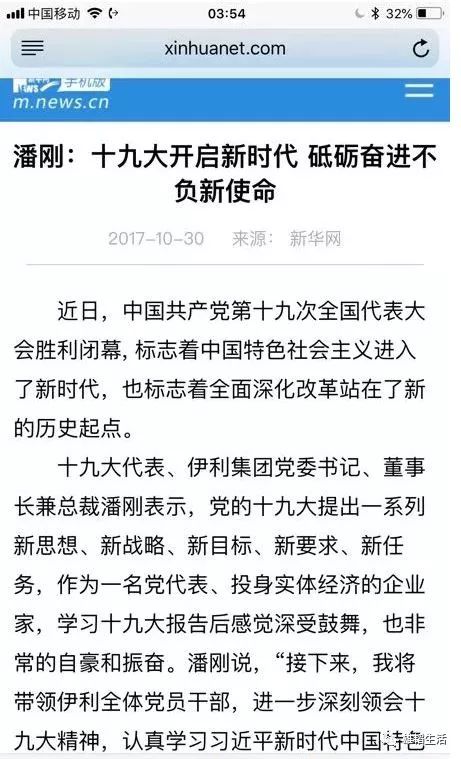 中国移动 03:54 32%
xinhuanet.com
NEWS 手机版
m.news.cn
潘刚：十九大开启新时代 砥砺奋进不
负新使命
2017-10-30 来源： 新华网
近日，中国共产党第十九次全国代表大
会胜利闭幕, 标志着中国特色社会主义进入
了新时代，也标志着全面深化改革站在了新
的历史起点。
十九大代表、伊利集团党委书记、董事
长兼总裁潘刚表示，党的十九大提出一系列
新思想、新战略、新目标、新要求、新任
务，作为一名党代表、投身实体经济的企业
家，学习十九大报告后感觉深受鼓舞，也非
常的自豪和振奋。潘刚说，“接下来，我将
带领伊利全体党员干部，进一步深刻领会十
九大精神，认真学习习近平新时代中国特色
生活